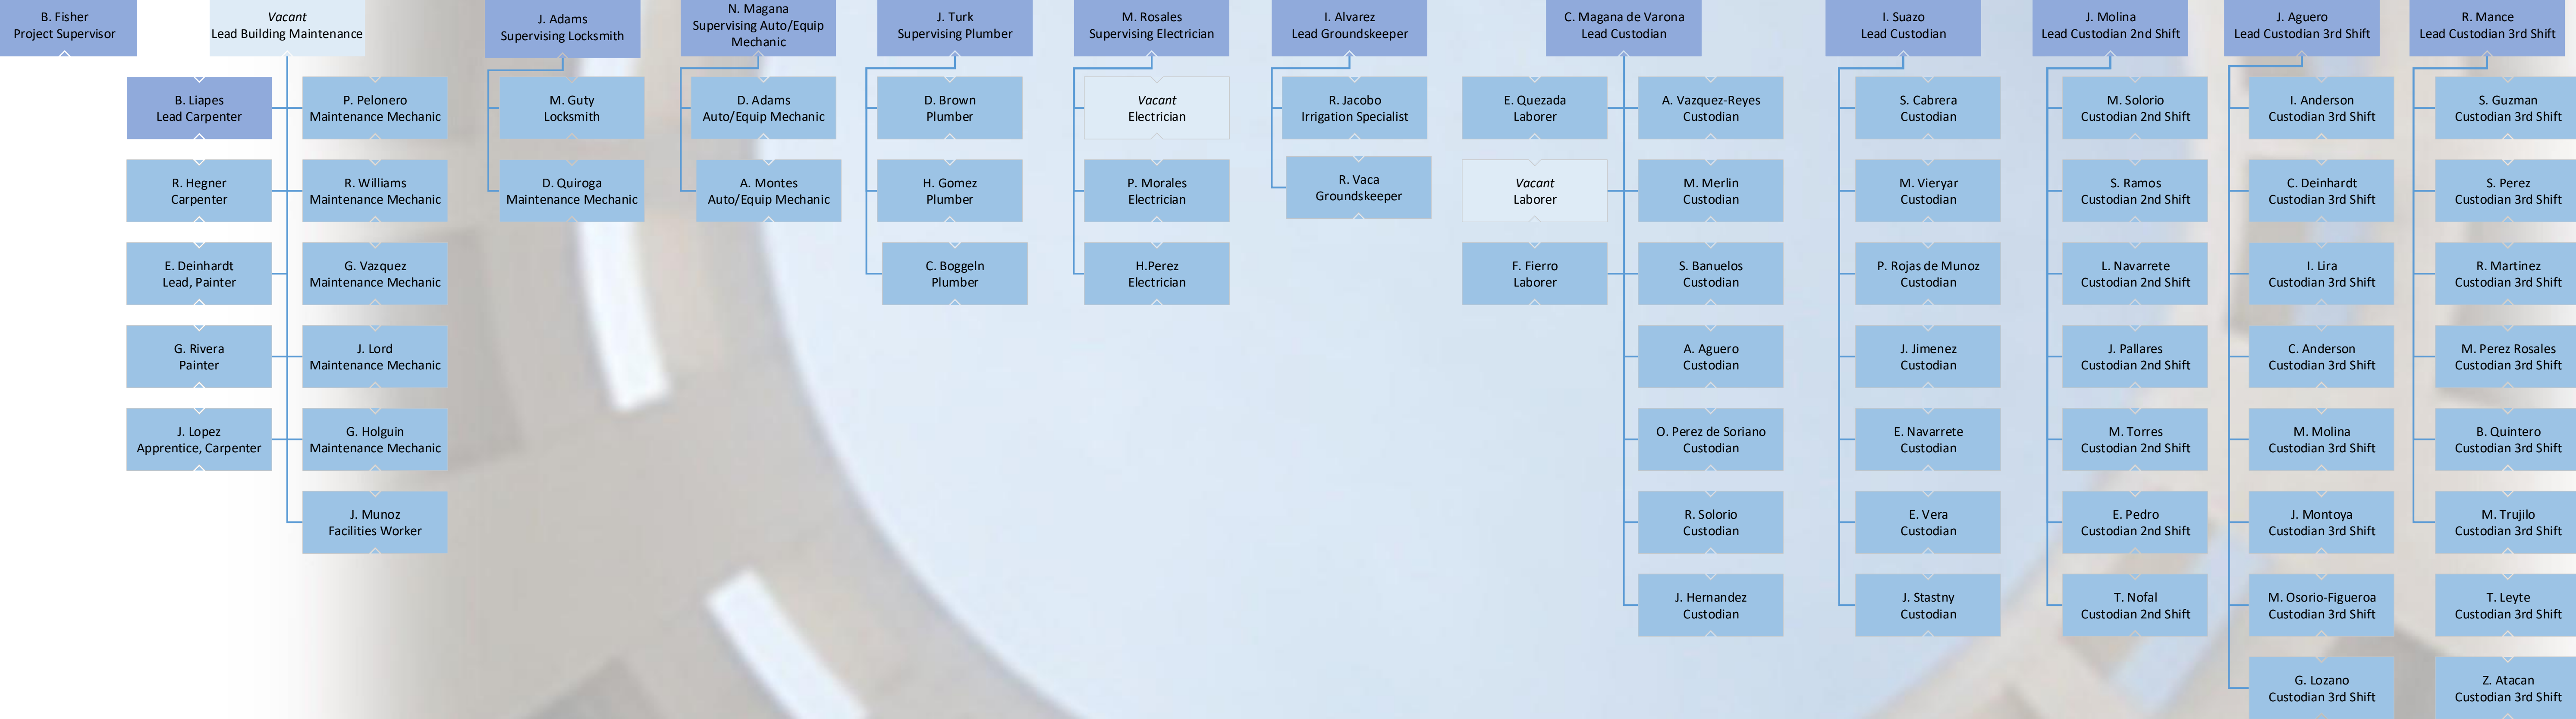 B. Fisher
Project Supervisor
Vacant
Lead Building Maintenance
B. Liapes
Lead Carpenter
R. Hegner
Carpenter
E. Deinhardt
Lead, Painter
G. Rivera
Painter
J. Lopez
Apprentice, Carpenter
P. Pelonero
Maintenance Mechanic
R. Williams
Maintenance Mechanic
G. Vazquez
Maintenance Mechanic
J. Lord
Maintenance Mechanic
G. Holguin
Maintenance Mechanic
J. Munoz
Facilities Worker
J. Adams
Supervising Locksmith
M. Guty
Locksmith
D. Quiroga
Maintenance Mechanic
N. Magana
Supervising Auto/Equip
Mechanic
D. Adams
Auto/Equip Mechanic
A. Montes
Auto/Equip Mechanic
J. Turk
Supervising Plumber
D. Brown
Plumber
H. Gomez
Plumber
C. Boggeln
Plumber
M. Rosales
Supervising Electrician
Vacant
Electrician
P. Morales
Electrician
H.Perez
Electrician
I. Alvarez
Lead Groundskeeper
R. Jacobo
Irrigation Specialist
R. Vaca
Groundskeeper
C. Magana de Varona
Lead Custodian
E. Quezada
Laborer
Vacant
Laborer
F. Fierro
Laborer
A. Vazquez-Reyes
Custodian
M. Merlin
Custodian
S. Banuelos
Custodian
A. Aguero
Custodian
O. Perez de Soriano
Custodian
R. Solorio
Custodian
J. Hernandez
Custodian
I. Suazo
Lead Custodian
S. Cabrera
Custodian
M. Vieryar
Custodian
P. Rojas de Munoz
Custodian
J. Jimenez
Custodian
E. Navarrete
Custodian
E. Vera
Custodian
J. Stastny
Custodian
J. Molina
Lead Custodian 2nd Shift
M. Solorio
Custodian 2nd Shift
S. Ramos
Custodian 2nd Shift
L. Navarrete
Custodian 2nd Shift
J. Pallares
Custodian 2nd Shift
M. Torres
Custodian 2nd Shift
E. Pedro
Custodian 2nd Shift
T. Nofal
Custodian 2nd Shift
J. Aguero
Lead Custodian 3rd Shift
I. Anderson
Custodian 3rd Shift
C. Deinhardt
Custodian 3rd Shift
I. Lira
Custodian 3rd Shift
C. Anderson
Custodian 3rd Shift
M. Molina
Custodian 3rd Shift
J. Montoya
Custodian 3rd Shift
M. Osorio-Figueroa
Custodian 3rd Shift
G. Lozano
Custodian 3rd Shift
R. Mance
Lead Custodian 3rd Shift
S. Guzman
Custodian 3rd Shift
S. Perez
Custodian 3rd Shift
R. Martinez
Custodian 3rd Shift
M. Perez Rosales
Custodian 3rd Shift
B. Quintero
Custodian 3rd Shift
M. Trujilo
Custodian 3rd Shift
T. Leyte
Custodian 3rd Shift
Z. Atacan
Custodian 3rd Shift